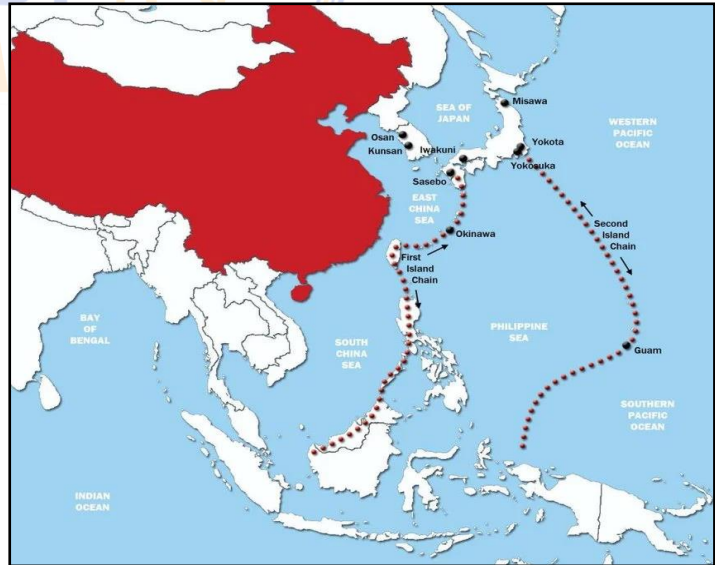 SEA OF
JAPAN
Misawa
WESTERN
PACIFIC
OCEAN
Osan
Kunsan
Iwakuni
Yokota
Yokosuka
Sasebo
EAST
CHINA
SEA
Okinawa
Second
Island
Chain
First
Island
Chain
BAY
OF
BENGAL
SOUTH
CHINA
SEA
PHILIPPINE
SEA
Guam
SOUTHERN
PACIFIC
OCEAN
INDIAN
OCEAN